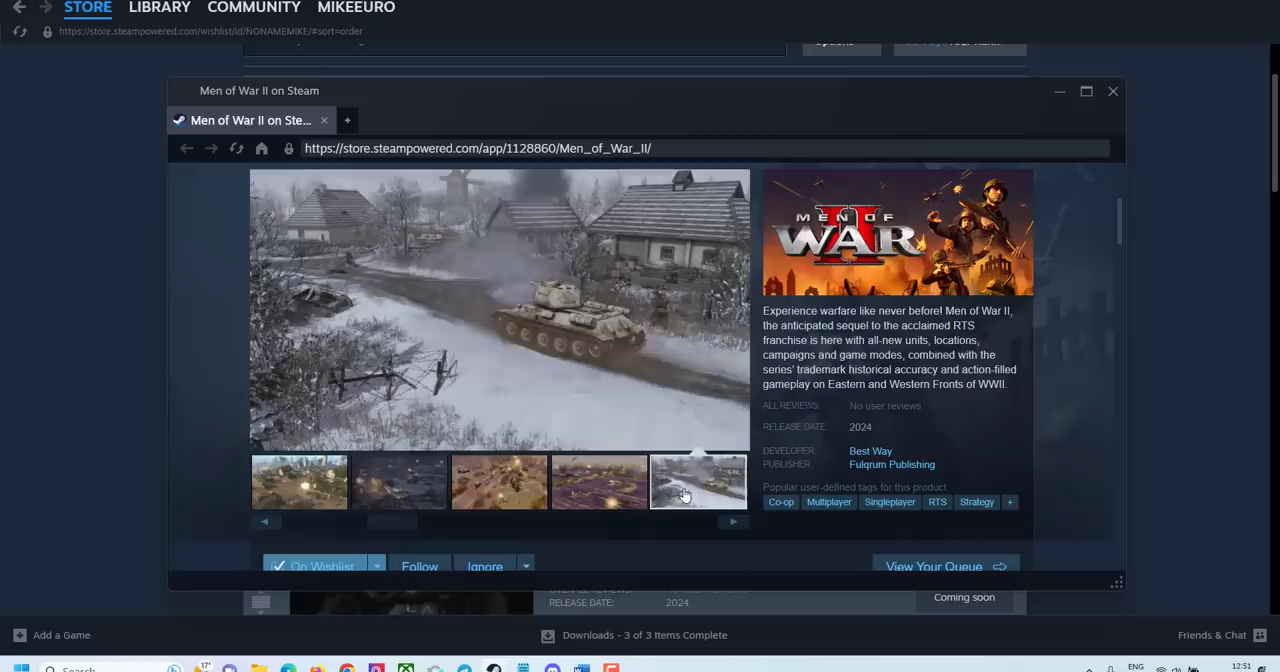 STORE LIBRARY COMMUNITY MIKEEURO
https://store.steampowered.com/wishlist/id/NONAMEMIKE/#sort=order
Men of War II on Steam
Men of War II on Ste...
https://store.steampowered.com/app/1128860/Men_of_War_II/
MEN OF
WAR II
Experience warfare like never before! Men of War II,
the anticipated sequel to the acclaimed RTS
franchise is here with all-new units, locations,
campaigns and game modes, combined with the
series' trademark historical accuracy and action-filled
gameplay on Eastern and Western Fronts of WWII.
ALL REVIEWS: No user reviews
RELEASE DATE: 2024
DEVELOPER: Best Way
PUBLISHER: Fulqrum Publishing
Popular user-defined tags for this product
Co-op Multiplayer Singleplayer RTS Strategy +
On Wishlist Follow Ignore View Your Queue
RELEASE DATE: 2024 Coming soon
Add a Game Downloads - 3 of 3 Items Complete Friends & Chat
Search 17° ENG 12:51